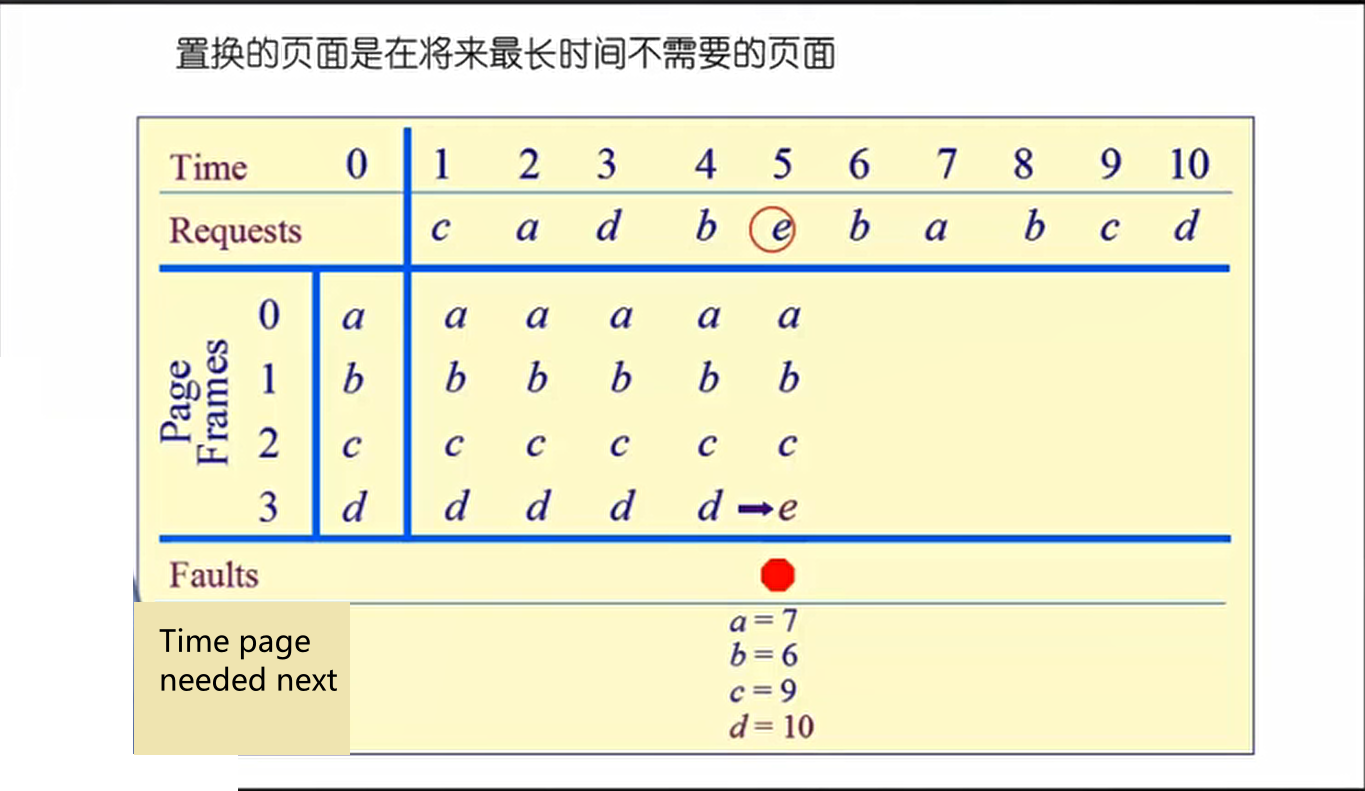 置换的页面是在将来最长时间不需要的页面
Time 0 1 2 3 4 5 6 7 8 9 10
Requests c a d b e b a b c d
Page Frames
0 a a a a a a
1 b b b b b b
2 c c c c c c
3 d d d d d e
Faults
Time page
needed next
a = 7
b = 6
c = 9
d = 10